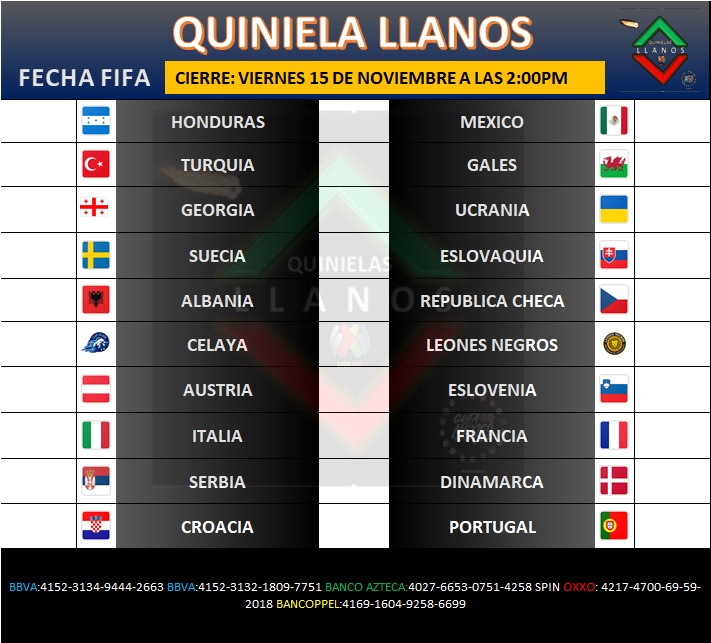 QUINIELA LLANOS
FECHA FIFA
CIERRE: VIERNES 15 DE NOVIEMBRE A LAS 2:00PM
QUINIELAS
LLANOS
HONDURAS MEXICO
TURQUIA GALES
GEORGIA UCRANIA
SUECIA ESLOVAQUIA
QUINIELAS
LLANOS
ALBANIA REPUBLICA CHECA
CELAYA LEONES NEGROS
AUSTRIA ESLOVENIA
ITALIA FRANCIA
SERBIA DINAMARCA
CROACIA PORTUGAL
BBVA:4152-3134-9444-2663 BBVA:4152-3132-1809-7751 BANCO AZTECA:4027-6653-0751-4258 SPIN OXXO: 4217-4700-69-59-
2018 BANCOPPEL:4169-1604-9258-6699